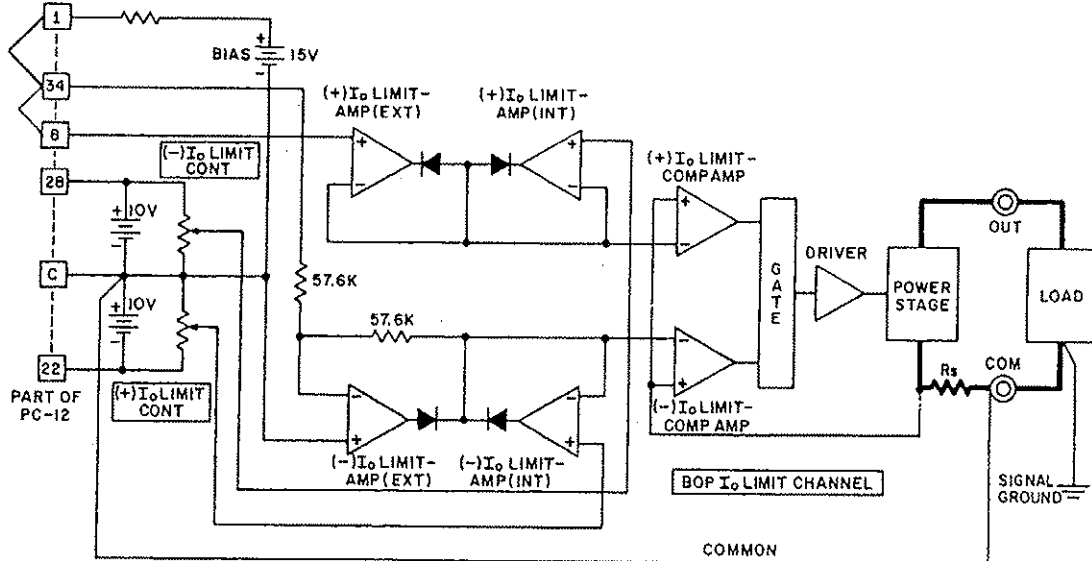 1
+
BIAS
15V
-
34
(+)I₀ LIMIT-
AMP(EXT)
(+)I₀ LIMIT-
AMP(INT)
6
+
-
+
-
(-)I₀ LIMIT
CONT
(+)I₀ LIMIT-
COMP AMP
28
+
10V
-
+
-
OUT
C
57.6K
GATE
DRIVER
POWER
STAGE
LOAD
+
10V
-
57.6K
22
-
+
Rs
COM
PART OF
PC-12
(+)I₀ LIMIT
CONT
-
+
-
+
(-)I₀ LIMIT-
COMP AMP
(-)I₀ LIMIT-
AMP(EXT)
(-)I₀ LIMIT-
AMP(INT)
BOP I₀ LIMIT CHANNEL
SIGNAL
GROUND
COMMON